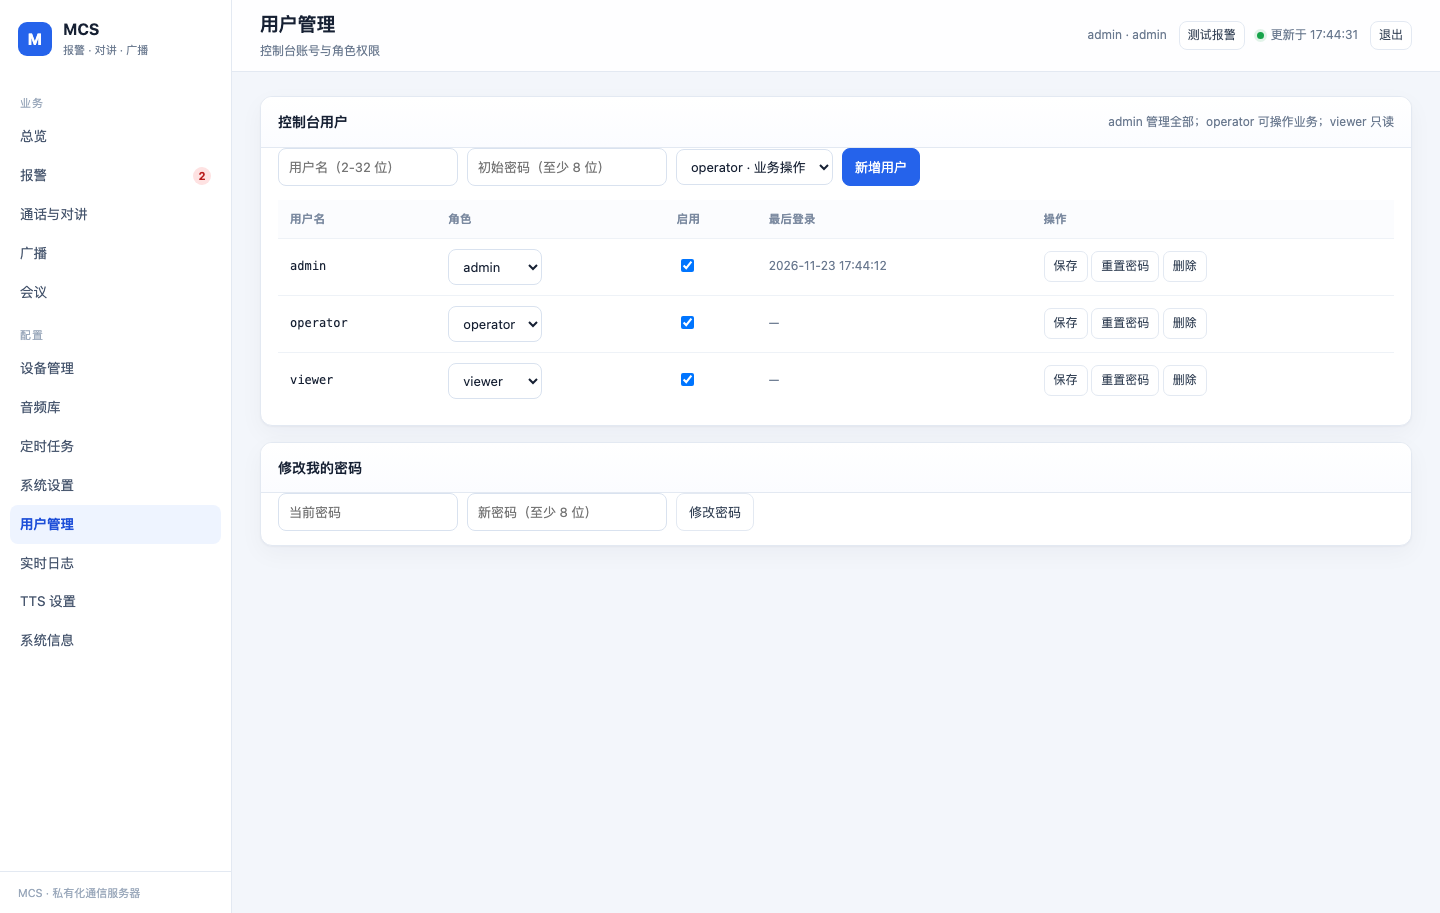 M
MCS
报警 · 对讲 · 广播
业务
总览
报警 2
通话与对讲
广播
会议
配置
设备管理
音频库
定时任务
系统设置
用户管理
实时日志
TTS 设置
系统信息
MCS · 私有化通信服务器
用户管理
控制台账号与角色权限
admin · admin 测试报警 更新于 17:44:31 退出
控制台用户 admin 管理全部；operator 可操作业务；viewer 只读
用户名（2-32 位） 初始密码（至少 8 位） operator · 业务操作 新增用户
用户名 角色 启用 最后登录 操作
admin admin 2026-11-23 17:44:12 保存 重置密码 删除
operator operator — 保存 重置密码 删除
viewer viewer — 保存 重置密码 删除
修改我的密码
当前密码 新密码（至少 8 位） 修改密码